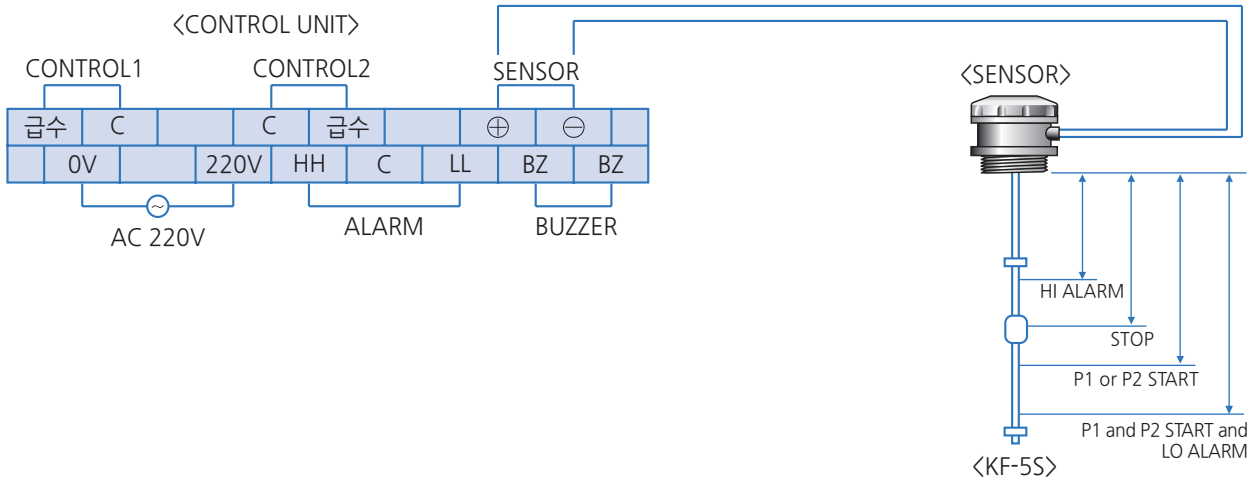 〈CONTROL UNIT〉
CONTROL1
CONTROL2
SENSOR
급수 C C 급수 ⊕ ⊖
0V 220V HH C LL BZ BZ
~
AC 220V
ALARM
BUZZER
〈SENSOR〉
HI ALARM
STOP
P1 or P2 START
P1 and P2 START and
LO ALARM
〈KF-5S〉